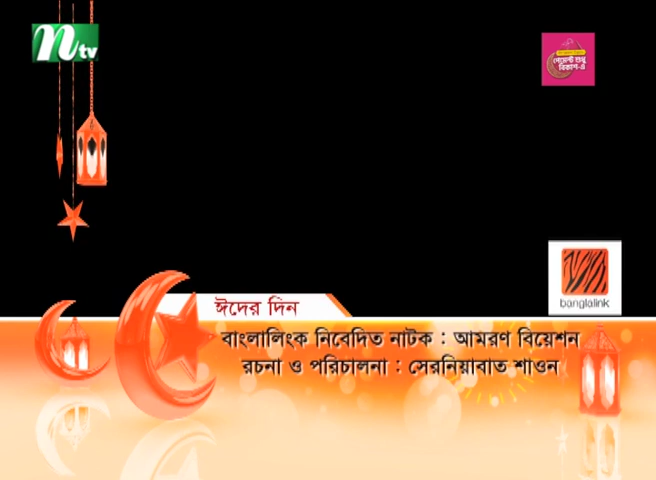 ntv
পেমেন্ট শুধু
বিকাশ-এ
banglalink
ঈদের দিন
বাংলালিংক নিবেদিত নাটক : আমরণ বিয়েশন
রচনা ও পরিচালনা : সেরনিয়াবাত শাওন